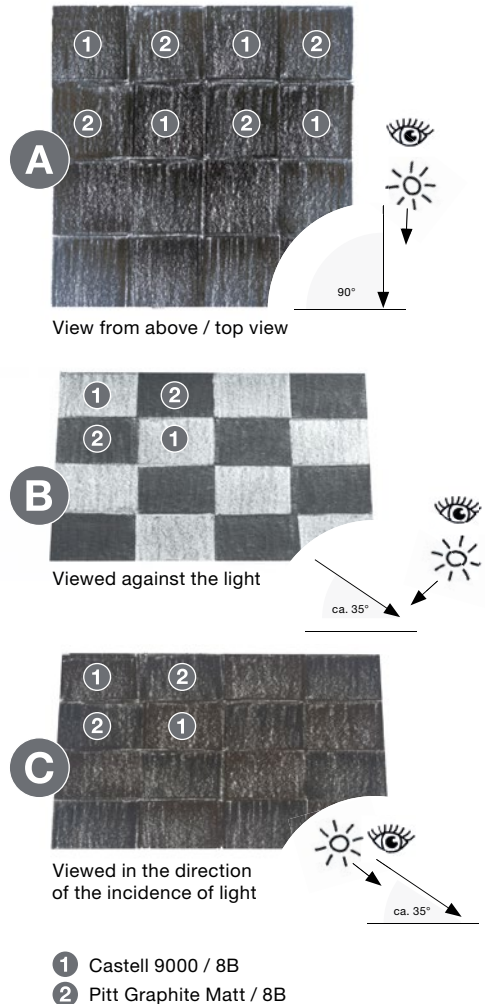 1 2 1 2
2 1 2 1
A
90°
View from above / top view
1 2
2 1
B
Viewed against the light
ca. 35°
1 2
2 1
C
Viewed in the direction
of the incidence of light
ca. 35°
1 Castell 9000 / 8B
2 Pitt Graphite Matt / 8B